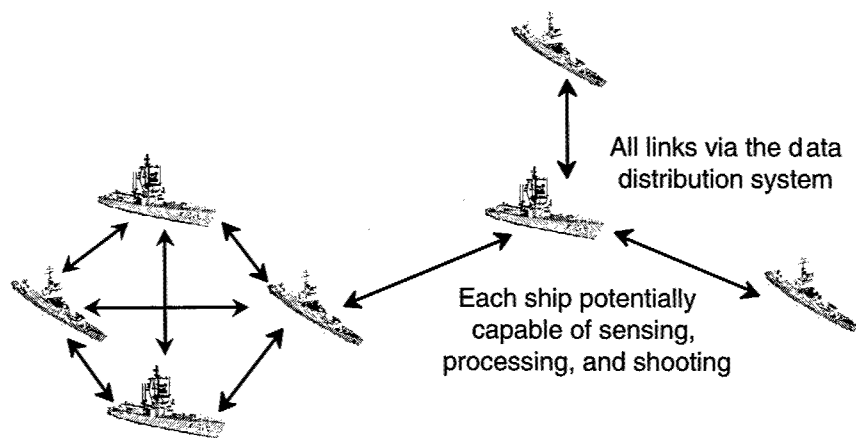 All links via the data
distribution system
Each ship potentially
capable of sensing,
processing, and shooting